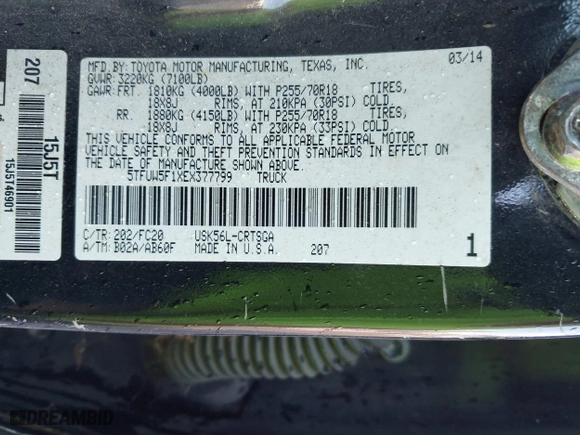 MFD.BY:TOYOTA MOTOR MANUFACTURING, TEXAS, INC. 03/14
GVWR: 3220KG (7100LB)
GAWR: FRT. 1810KG (4000LB) WITH P255/70R18 TIRES,
18X8J RIMS, AT 210KPA (30PSI) COLD
RR. 1880KG (4150LB) WITH P255/70R18 TIRES,
18X8J RIMS, AT 230KPA (33PSI) COLD
THIS VEHICLE CONFORMS TO ALL APPLICABLE FEDERAL MOTOR
VEHICLE SAFETY AND THEFT PREVENTION STANDARDS IN EFFECT ON
THE DATE OF MANUFACTURE SHOWN ABOVE.
5TFUW5F1XEX377799 TRUCK
C/TR: 202/FC20 USK56L-CRTSGA
A/TM: B02A/AB60F MADE IN U.S.A. 207
1
207
15J5T
15J5T46901
DREAMBID